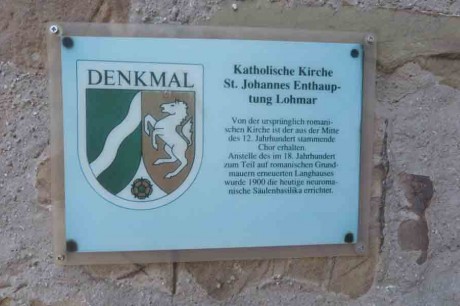 DENKMAL
Katholische Kirche
St. Johannes Enthaup-
tung Lohmar
Von der ursprünglich romani-
schen Kirche ist der aus der Mitte
des 12. Jahrhundert stammende
Chor erhalten.
Anstelle des im 18. Jahrhundert
zum Teil auf romanischen Grund-
mauern erneuerten Langhauses
wurde 1900 die heutige neuroma-
nische Säulenbasilika errichtet.